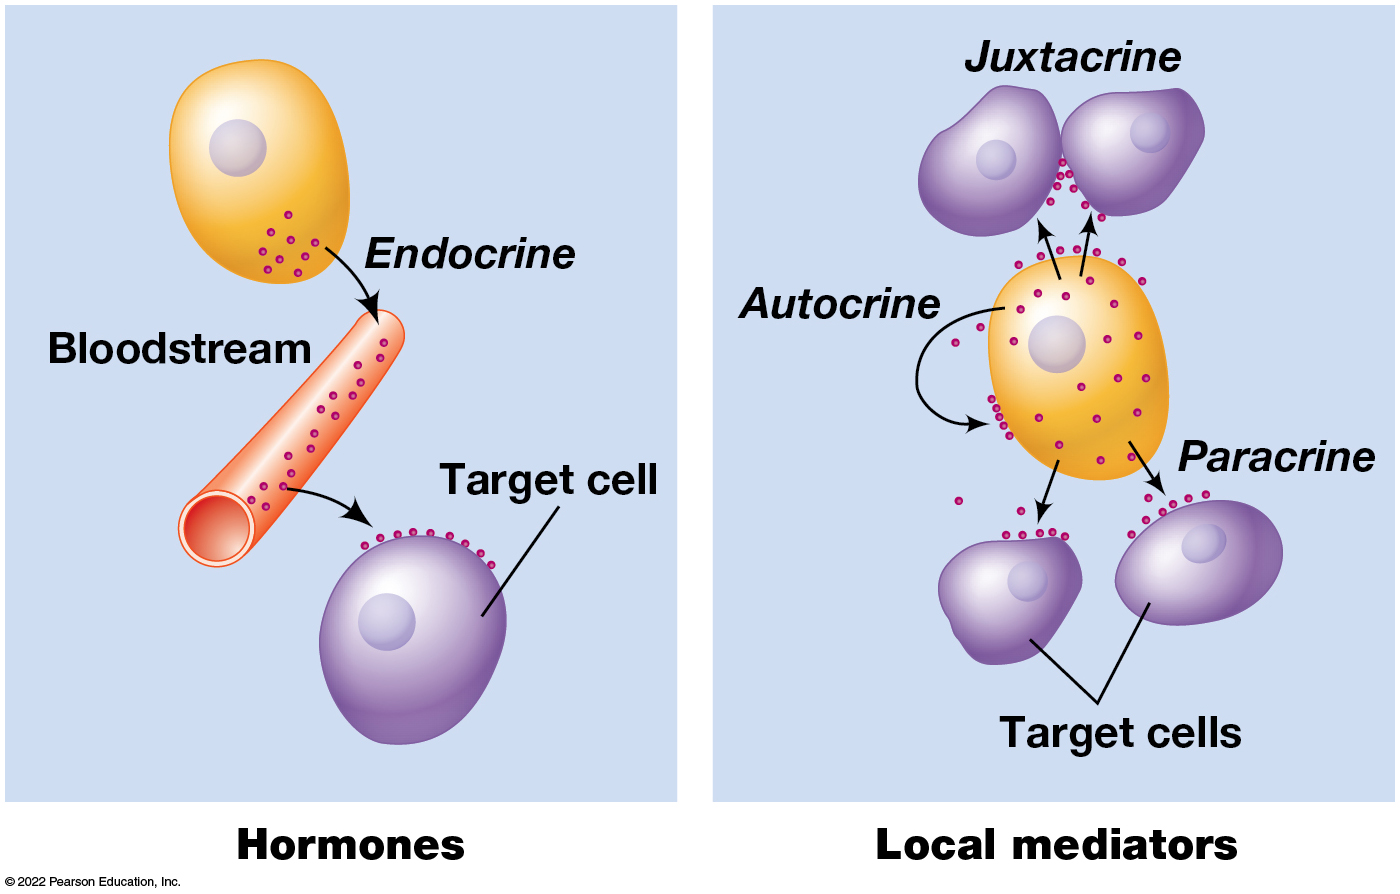 Endocrine
Bloodstream
Target cell
Hormones
Juxtacrine
Autocrine
Paracrine
Target cells
Local mediators
© 2022 Pearson Education, Inc.